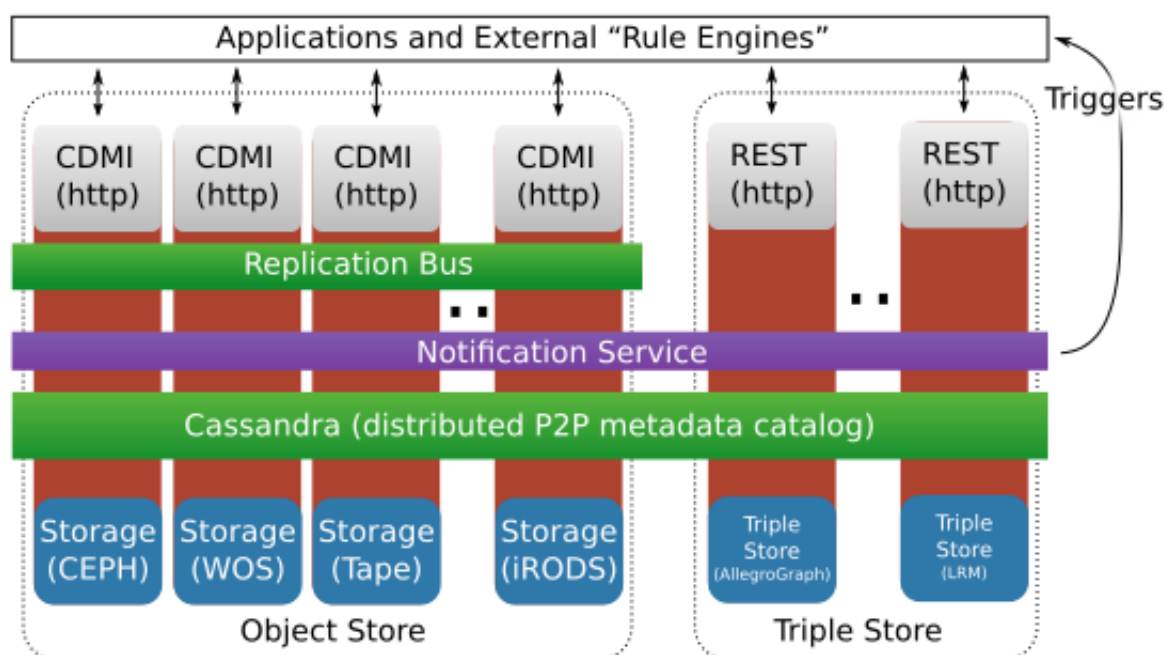 Applications and External “Rule Engines”
Triggers
CDMI
(http)
CDMI
(http)
CDMI
(http)
CDMI
(http)
REST
(http)
REST
(http)
Replication Bus
Notification Service
Cassandra (distributed P2P metadata catalog)
Storage
(CEPH)
Storage
(WOS)
Storage
(Tape)
Storage
(iRODS)
Triple
Store
(AllegroGraph)
Triple
Store
(LRM)
Object Store
Triple Store